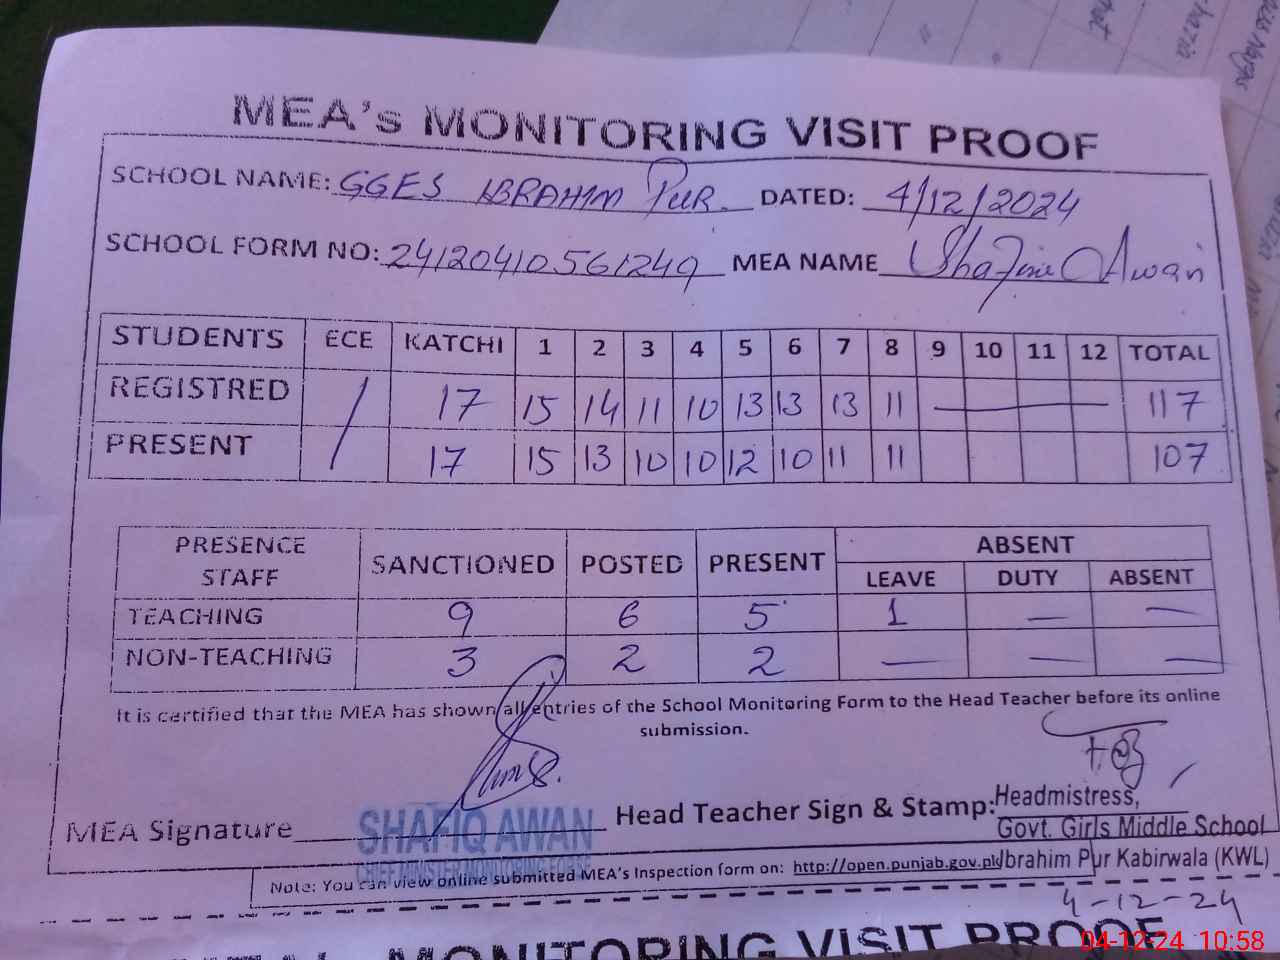 MEA's MONITORING VISIT PROOF
SCHOOL NAME: GGES IBRAHIM PUR. DATED: 4/12/2024
SCHOOL FORM NO: 24120410561249 MEA NAME Shafique Awan
STUDENTS ECE KATCHI 1 2 3 4 5 6 7 8 9 10 11 12 TOTAL
REGISTRED / 17 15 14 11 10 13 13 13 11 — 117
PRESENT 17 15 13 10 10 12 10 11 11 107
PRESENCE STAFF SANCTIONED POSTED PRESENT ABSENT
LEAVE DUTY ABSENT
TEACHING 9 6 5 1 — —
NON-TEACHING 3 2 2 — — —
It is certified that the MEA has shown all entries of the School Monitoring Form to the Head Teacher before its online
submission.
MEA Signature SHAFIQ AWAN Head Teacher Sign & Stamp: Headmistress,
CHIEF MINISTER MONITORING FORSE Govt. Girls Middle School
Note: You can view online submitted MEA's Inspection form on: http://open.punjab.gov.pk Ibrahim Pur Kabirwala (KWL)
4-12-24
MONITORING VISIT PROOF
04-12-24 10:58